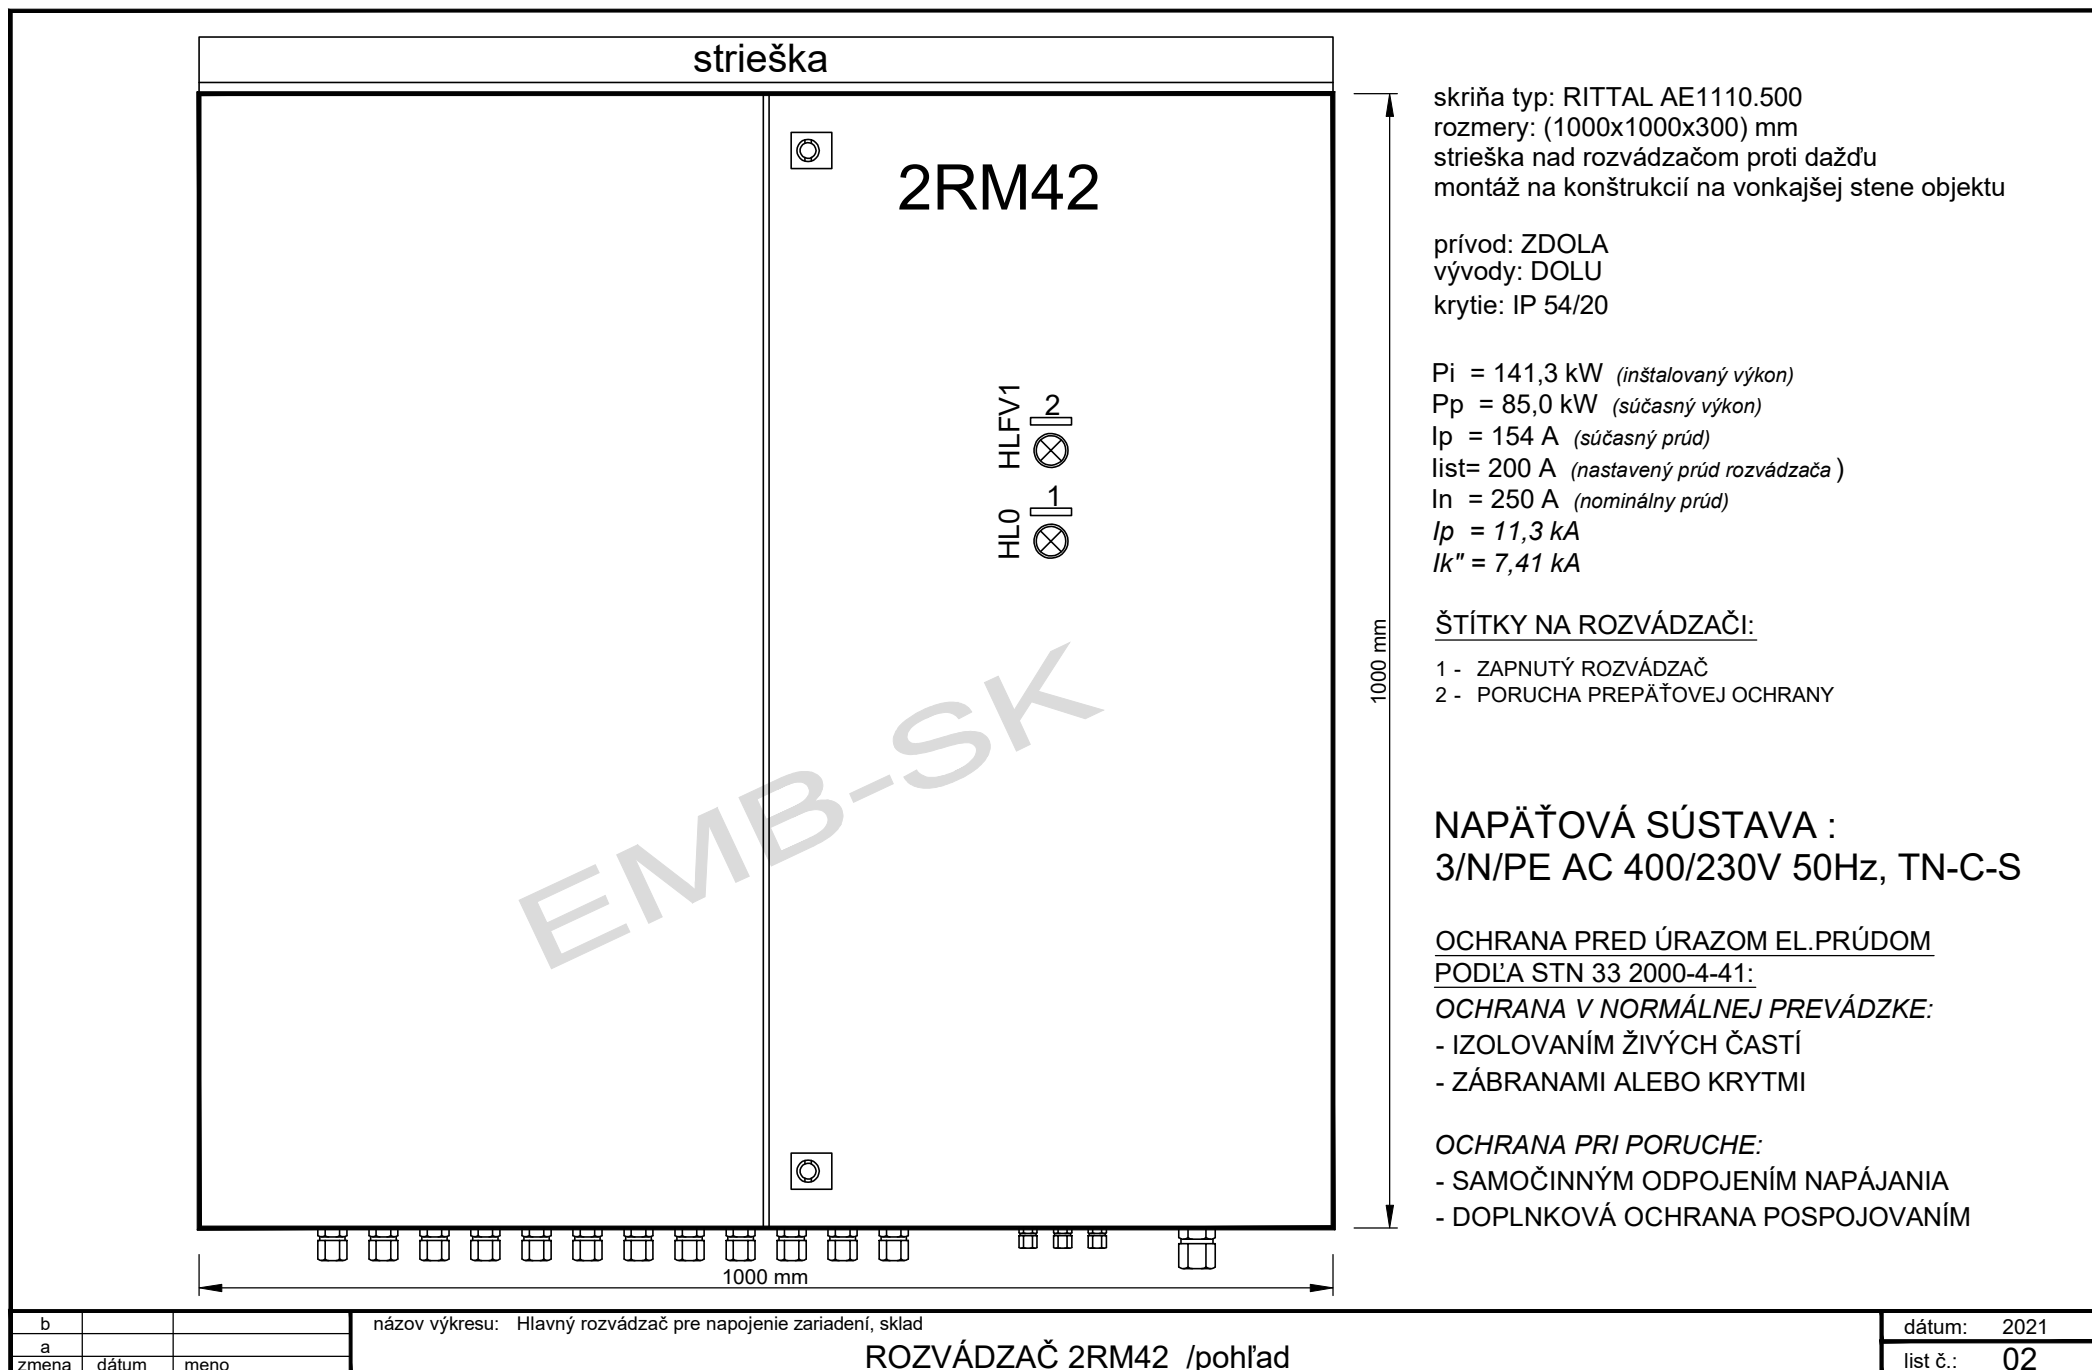 strieška
2RM42
HLFV1
2
HL0
1
1000 mm
1000 mm
EMB-SK
skriňa typ: RITTAL AE1110.500
rozmery: (1000x1000x300) mm
strieška nad rozvádzačom proti dažďu
montáž na konštrukcií na vonkajšej stene objektu
prívod: ZDOLA
vývody: DOLU
krytie: IP 54/20
Pi = 141,3 kW (inštalovaný výkon)
Pp = 85,0 kW (súčasný výkon)
Ip = 154 A (súčasný prúd)
Iist= 200 A (nastavený prúd rozvádzača )
In = 250 A (nominálny prúd)
Ip = 11,3 kA
Ik" = 7,41 kA
ŠTÍTKY NA ROZVÁDZAČI:
1 - ZAPNUTÝ ROZVÁDZAČ
2 - PORUCHA PREPÄŤOVEJ OCHRANY
NAPÄŤOVÁ SÚSTAVA :
3/N/PE AC 400/230V 50Hz, TN-C-S
OCHRANA PRED ÚRAZOM EL.PRÚDOM
PODĽA STN 33 2000-4-41:
OCHRANA V NORMÁLNEJ PREVÁDZKE:
- IZOLOVANÍM ŽIVÝCH ČASTÍ
- ZÁBRANAMI ALEBO KRYTMI
OCHRANA PRI PORUCHE:
- SAMOČINNÝM ODPOJENÍM NAPÁJANIA
- DOPLNKOVÁ OCHRANA POSPOJOVANÍM
b
a
zmena dátum meno
názov výkresu: Hlavný rozvádzač pre napojenie zariadení, sklad
ROZVÁDZAČ 2RM42 /pohľad
dátum: 2021
list č.: 02